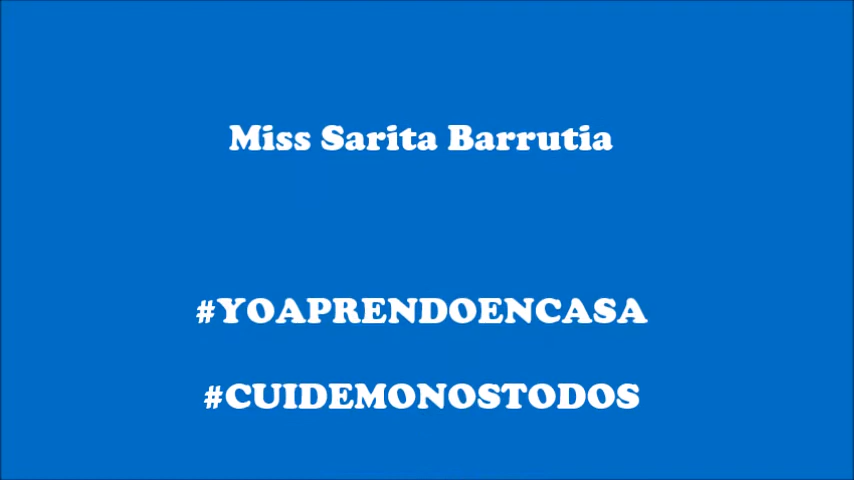 Miss Sarita Barrutia
#YOAPRENDOENCASA
#CUIDEMONOSTODOS